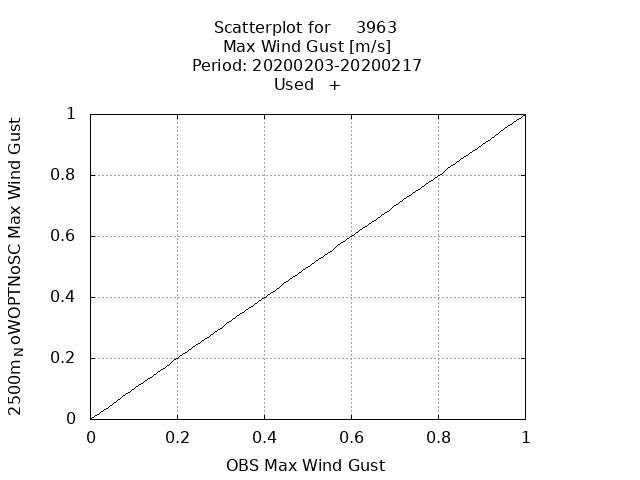 Scatterplot for 3963
Max Wind Gust [m/s]
Period: 20200203-20200217
Used +
1
0.8
0.6
0.4
0.2
0
0 0.2 0.4 0.6 0.8 1
2500m_NoWOPTNoSC Max Wind Gust
OBS Max Wind Gust